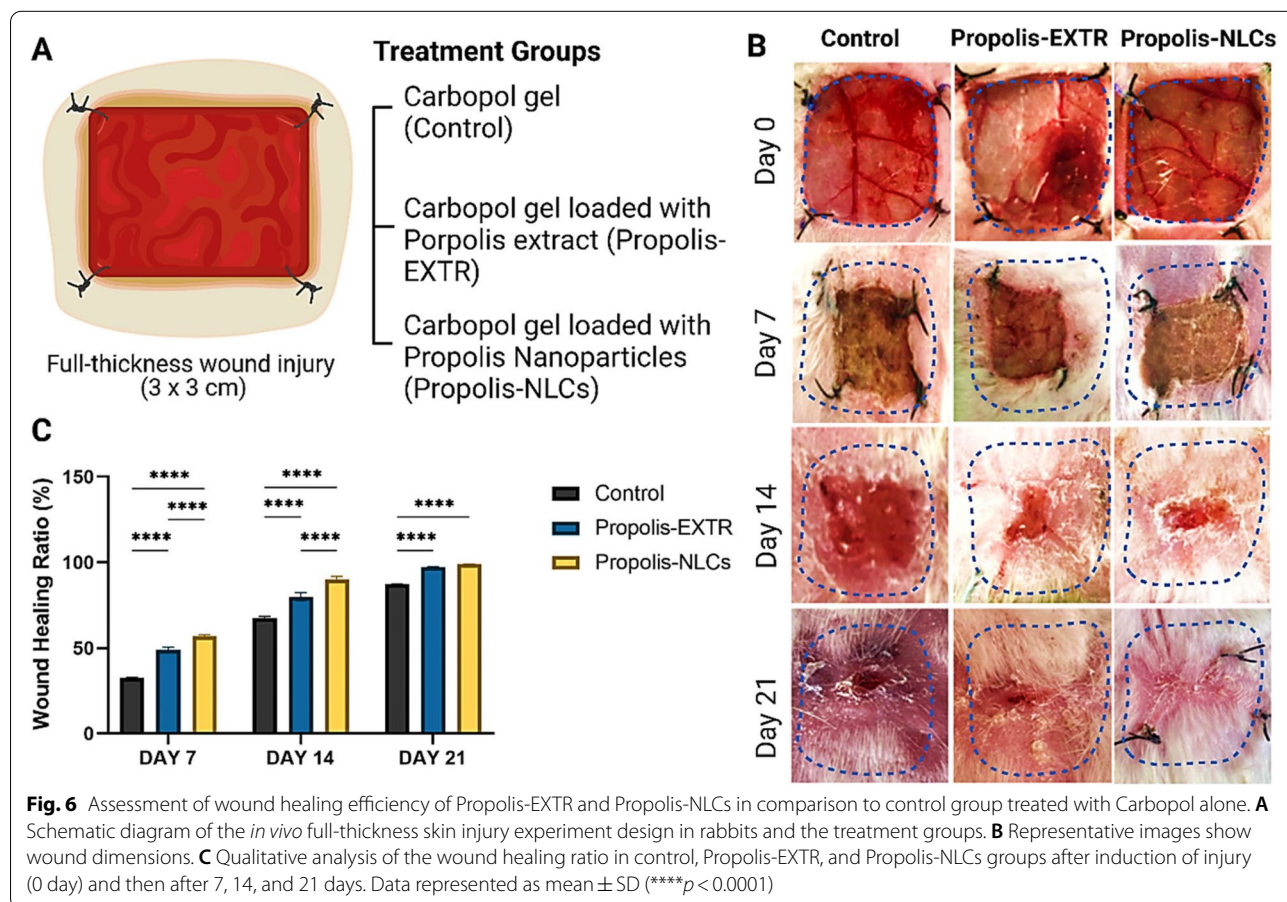 A
Treatment Groups
Carbopol gel
(Control)
Carbopol gel loaded with
Porpolis extract (Propolis-
EXTR)
Carbopol gel loaded with
Propolis Nanoparticles
(Propolis-NLCs)
Full-thickness wound injury
(3 x 3 cm)
B
Control Propolis-EXTR Propolis-NLCs
Day 0
Day 7
Day 14
Day 21
C
Wound Healing Ratio (%)
150
100
50
0
****
****
****
****
****
****
****
****
DAY 7 DAY 14 DAY 21
Control
Propolis-EXTR
Propolis-NLCs
Fig. 6 Assessment of wound healing efficiency of Propolis-EXTR and Propolis-NLCs in comparison to control group treated with Carbopol alone. A
Schematic diagram of the in vivo full-thickness skin injury experiment design in rabbits and the treatment groups. B Representative images show
wound dimensions. C Qualitative analysis of the wound healing ratio in control, Propolis-EXTR, and Propolis-NLCs groups after induction of injury
(0 day) and then after 7, 14, and 21 days. Data represented as mean ± SD (****p < 0.0001)